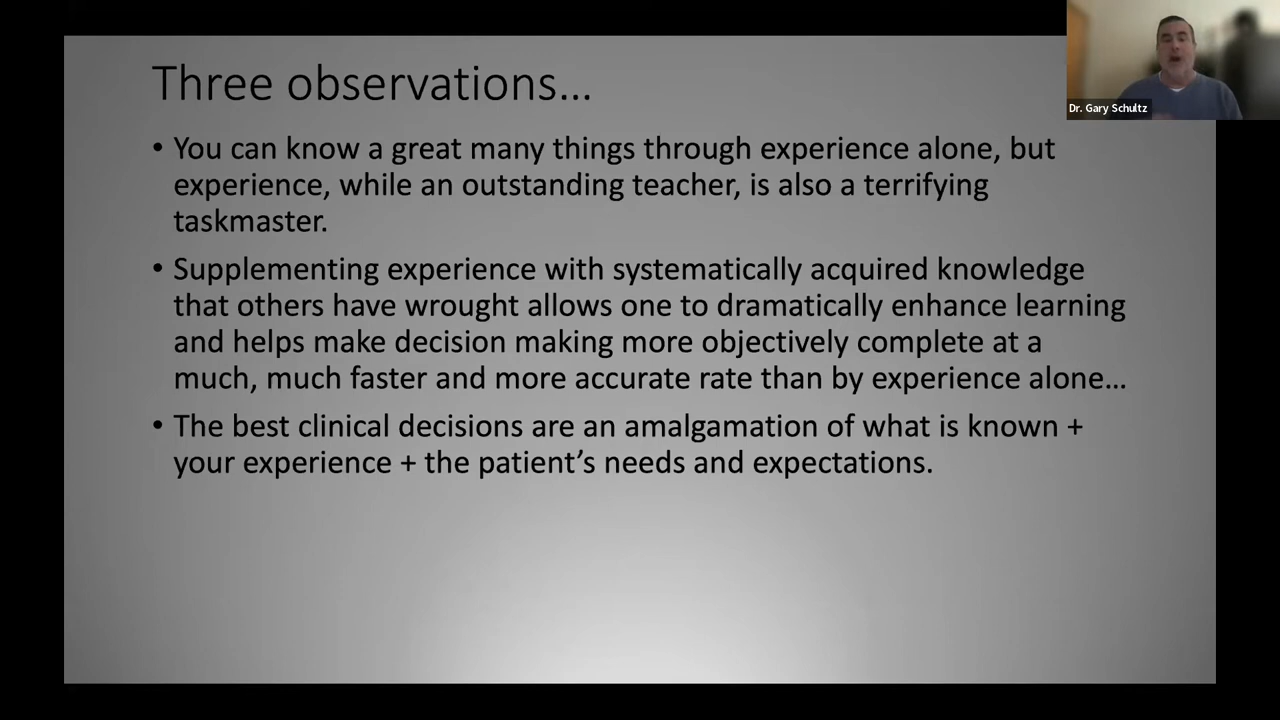 Three observations...
• You can know a great many things through experience alone, but
experience, while an outstanding teacher, is also a terrifying
taskmaster.
• Supplementing experience with systematically acquired knowledge
that others have wrought allows one to dramatically enhance learning
and helps make decision making more objectively complete at a
much, much faster and more accurate rate than by experience alone...
• The best clinical decisions are an amalgamation of what is known +
your experience + the patient’s needs and expectations.
Dr. Gary Schultz